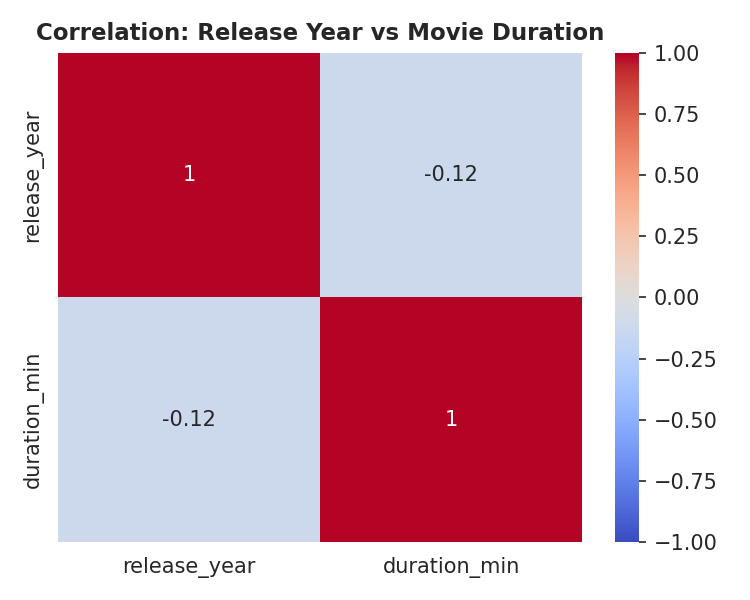 Correlation: Release Year vs Movie Duration
release_year
1
-0.12
duration_min
-0.12
1
release_year
duration_min
1.00
0.75
0.50
0.25
0.00
−0.25
−0.50
−0.75
−1.00